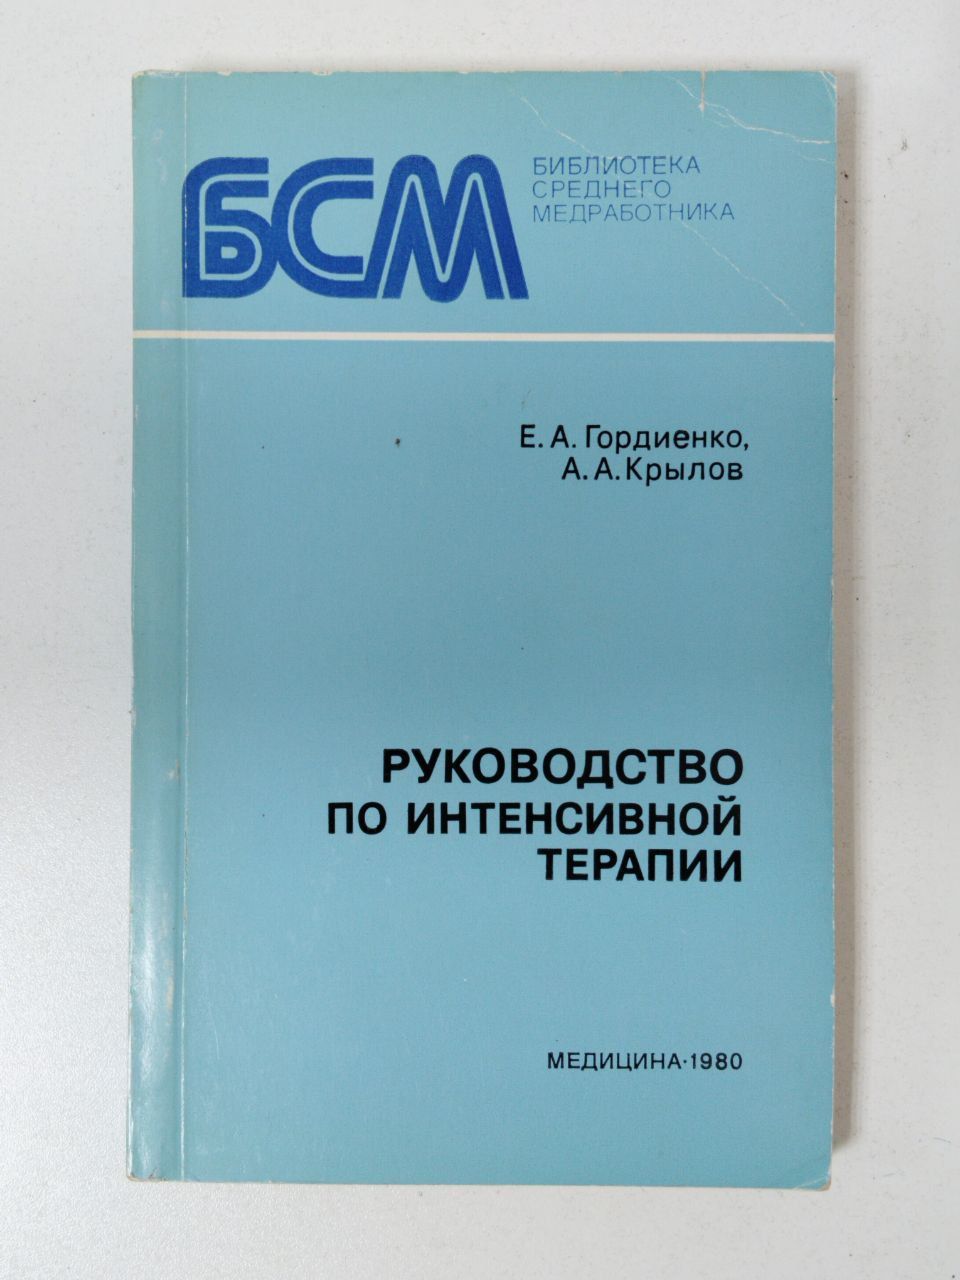 БСМ
БИБЛИОТЕКА
СРЕДНЕГО
МЕДРАБОТНИКА
Е. А. Гордиенко,
А. А. Крылов
РУКОВОДСТВО
ПО ИНТЕНСИВНОЙ
ТЕРАПИИ
МЕДИЦИНА·1980